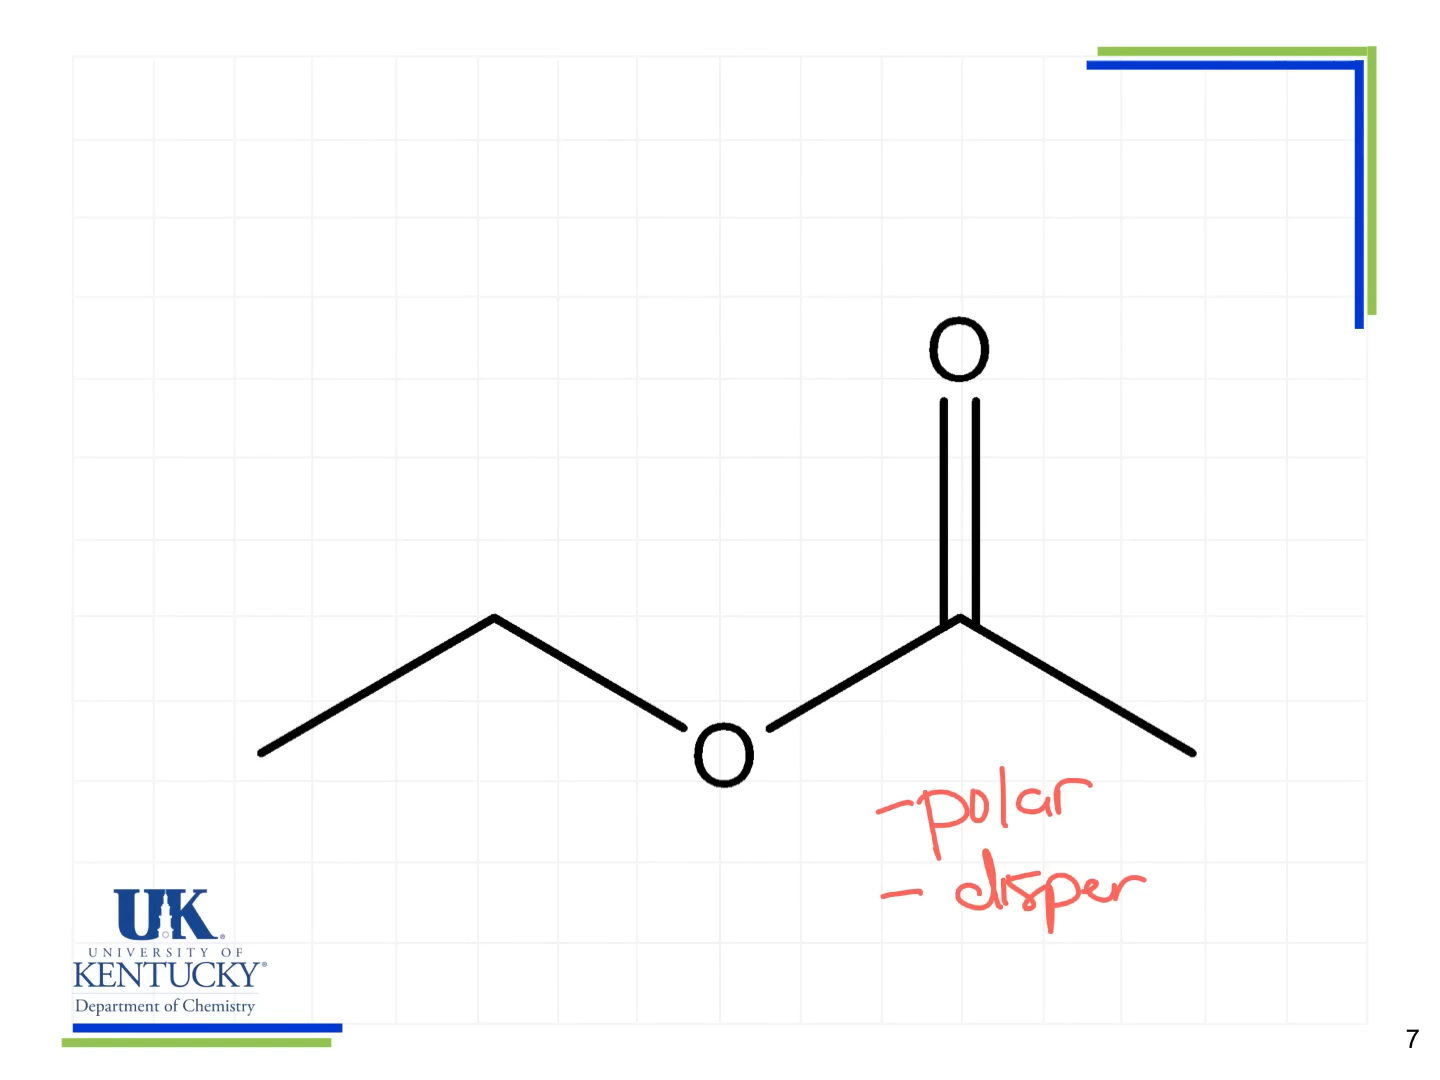 O
O
-polar
- disper
UK
UNIVERSITY OF
KENTUCKY®
Department of Chemistry
7